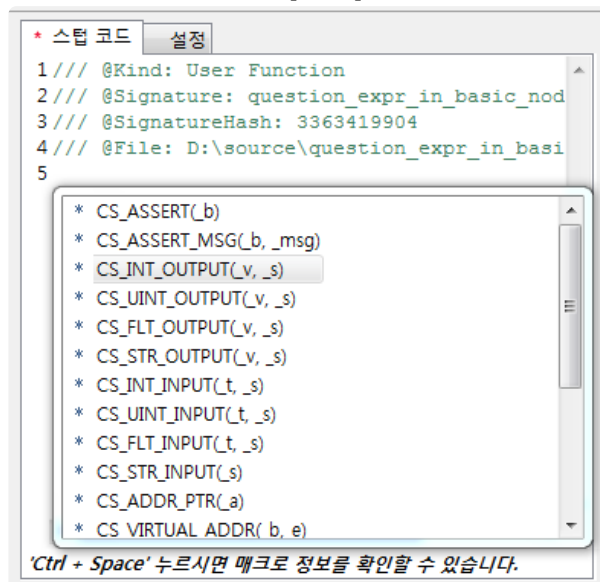 * 스텁 코드 설정
1 /// @Kind: User Function
2 /// @Signature: question_expr_in_basic_nod
3 /// @SignatureHash: 3363419904
4 /// @File: D:\source\question_expr_in_basi
5
* CS_ASSERT(_b)
* CS_ASSERT_MSG(_b, _msg)
* CS_INT_OUTPUT(_v, _s)
* CS_UINT_OUTPUT(_v, _s)
* CS_FLT_OUTPUT(_v, _s)
* CS_STR_OUTPUT(_v, _s)
* CS_INT_INPUT(_t, _s)
* CS_UINT_INPUT(_t, _s)
* CS_FLT_INPUT(_t, _s)
* CS_STR_INPUT(_s)
* CS_ADDR_PTR(_a)
* CS_VIRTUAL_ADDR(_b, e)
'Ctrl + Space' 누르시면 매크로 정보를 확인할 수 있습니다.